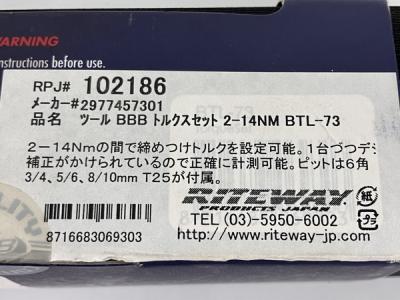 WARNING
instructions before use.
RPJ# 102186
メーカー#2977457301
品名 ツール BBB トルクスセット 2-14NM BTL-73
2-14Nmの間で締めつけトルクを設定可能。1台づつデジ
補正がかけられているので正確に計測可能。ビットは6角
3/4、5/6、8/10mm T25が付属。
RITEWAY
PRODUCTS JAPAN
TEL(03)-5950-6002
http://www.riteway-jp.com/
8716683069303
紙
プラ